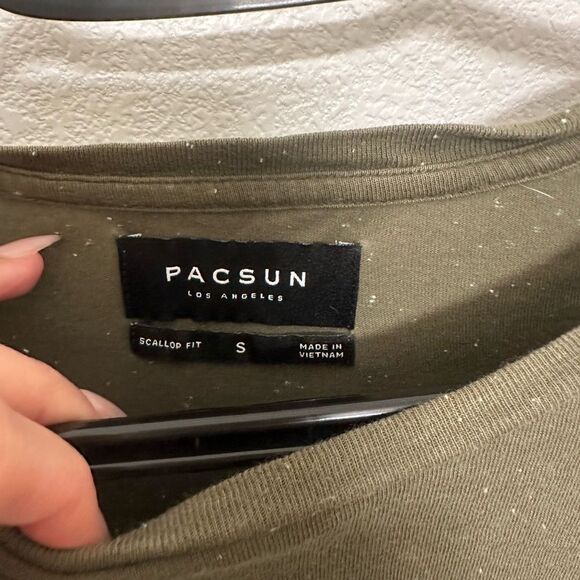 PACSUN
LOS ANGELES
SCALLOP FIT S MADE IN
VIETNAM